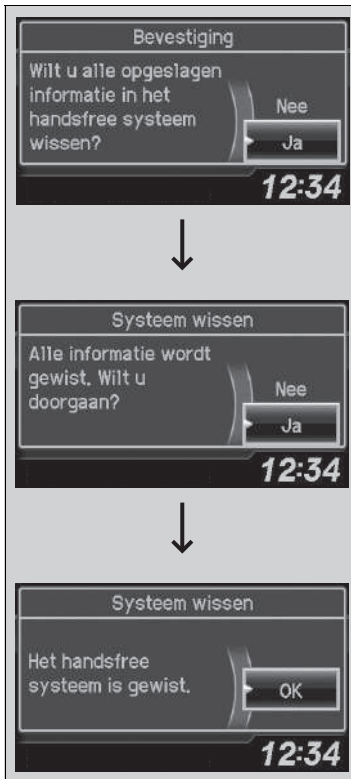 Bevestiging
Wilt u alle opgeslagen
informatie in het
handsfree systeem
wissen?
Nee
Ja
12:34
Systeem wissen
Alle informatie wordt
gewist. Wilt u
doorgaan?
Nee
Ja
12:34
Systeem wissen
Het handsfree
systeem is gewist.
OK
12:34